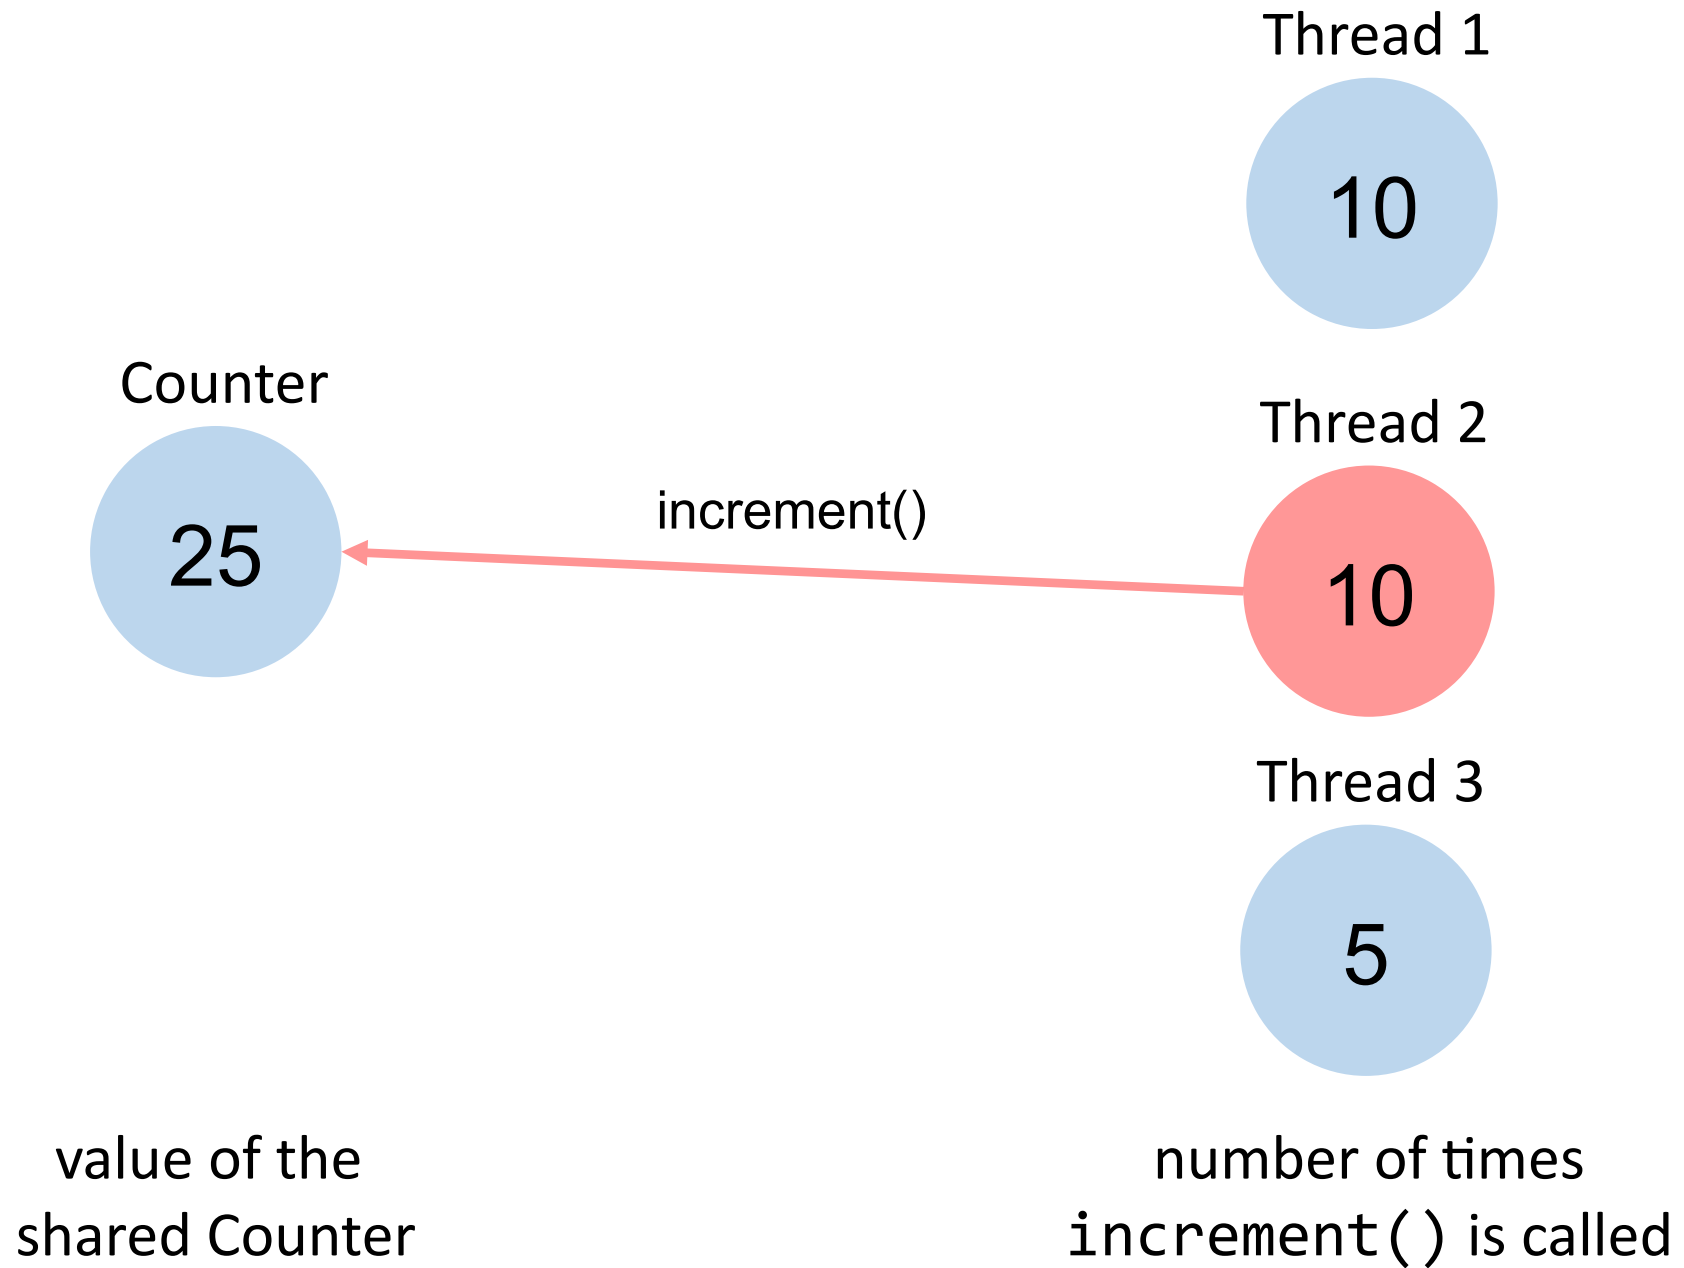 Thread 1
10
Counter
25
increment()
Thread 2
10
Thread 3
5
value of the
shared Counter
number of times
increment() is called